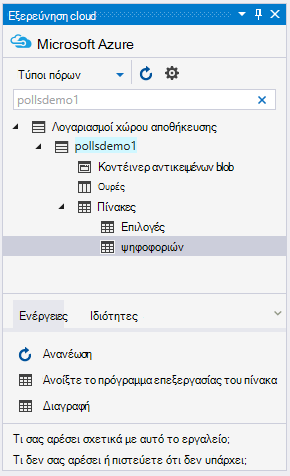 Εξερεύνηση cloud
Microsoft Azure
Τύποι πόρων
pollsdemo1
Λογαριασμοί χώρου αποθήκευσης
pollsdemo1
Κοντέινερ αντικειμένων blob
Ουρές
Πίνακες
Επιλογές
ψηφοφοριών
Ενέργειες Ιδιότητες
Ανανέωση
Ανοίξτε το πρόγραμμα επεξεργασίας του πίνακα
Διαγραφή
Τι σας αρέσει σχετικά με αυτό το εργαλείο;
Τι δεν σας αρέσει ή πιστεύετε ότι δεν υπάρχει;